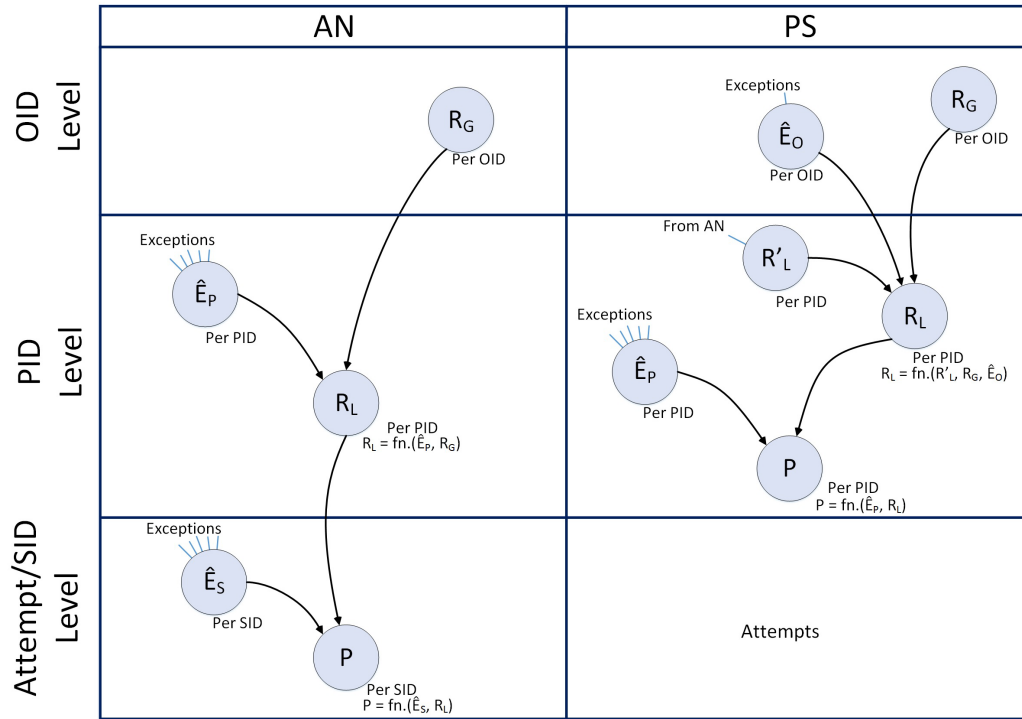 AN
PS
OID
Level
R_G
Per OID
Exceptions
Ê_O
Per OID
R_G
Per OID
PID
Level
Exceptions
Ê_P
Per PID
R_L
Per PID
R_L = fn.(Ê_P, R_G)
From AN
R'_L
Per PID
R_L
Per PID
R_L = fn.(R'_L, R_G, Ê_O)
Exceptions
Ê_P
Per PID
P
Per PID
P = fn.(Ê_P, R_L)
Attempt/SID
Level
Exceptions
Ê_S
Per SID
P
Per SID
P = fn.(Ê_S, R_L)
Attempts